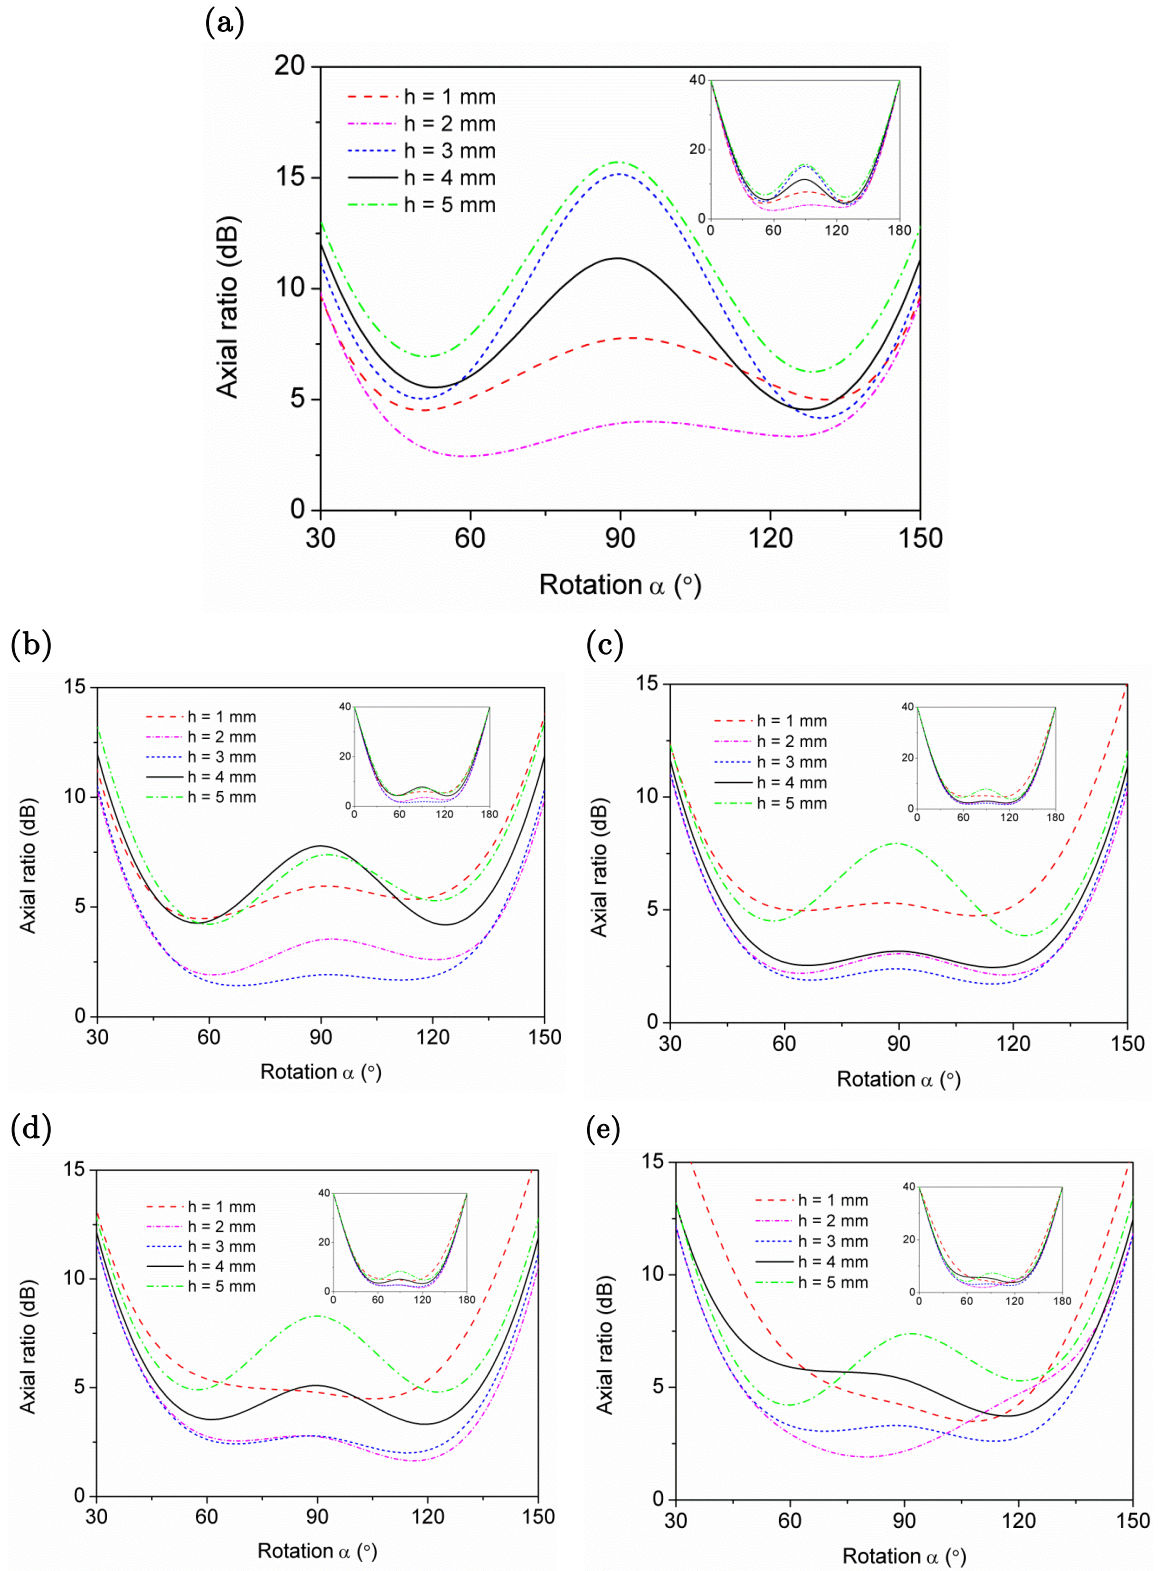 (a)
20
15
10
5
0
Axial ratio (dB)
h = 1 mm
h = 2 mm
h = 3 mm
h = 4 mm
h = 5 mm
40
20
0
0 60 120 180
30 60 90 120 150
Rotation α (°)
(b)
15
10
5
0
Axial ratio (dB)
h = 1 mm
h = 2 mm
h = 3 mm
h = 4 mm
h = 5 mm
40
20
0
0 60 120 180
30 60 90 120 150
Rotation α (°)
(c)
15
10
5
0
Axial ratio (dB)
h = 1 mm
h = 2 mm
h = 3 mm
h = 4 mm
h = 5 mm
40
20
0
0 60 120 180
30 60 90 120 150
Rotation α (°)
(d)
15
10
5
0
Axial ratio (dB)
h = 1 mm
h = 2 mm
h = 3 mm
h = 4 mm
h = 5 mm
40
20
0
0 60 120 180
30 60 90 120 150
Rotation α (°)
(e)
15
10
5
0
Axial ratio (dB)
h = 1 mm
h = 2 mm
h = 3 mm
h = 4 mm
h = 5 mm
40
20
0
0 60 120 180
30 60 90 120 150
Rotation α (°)